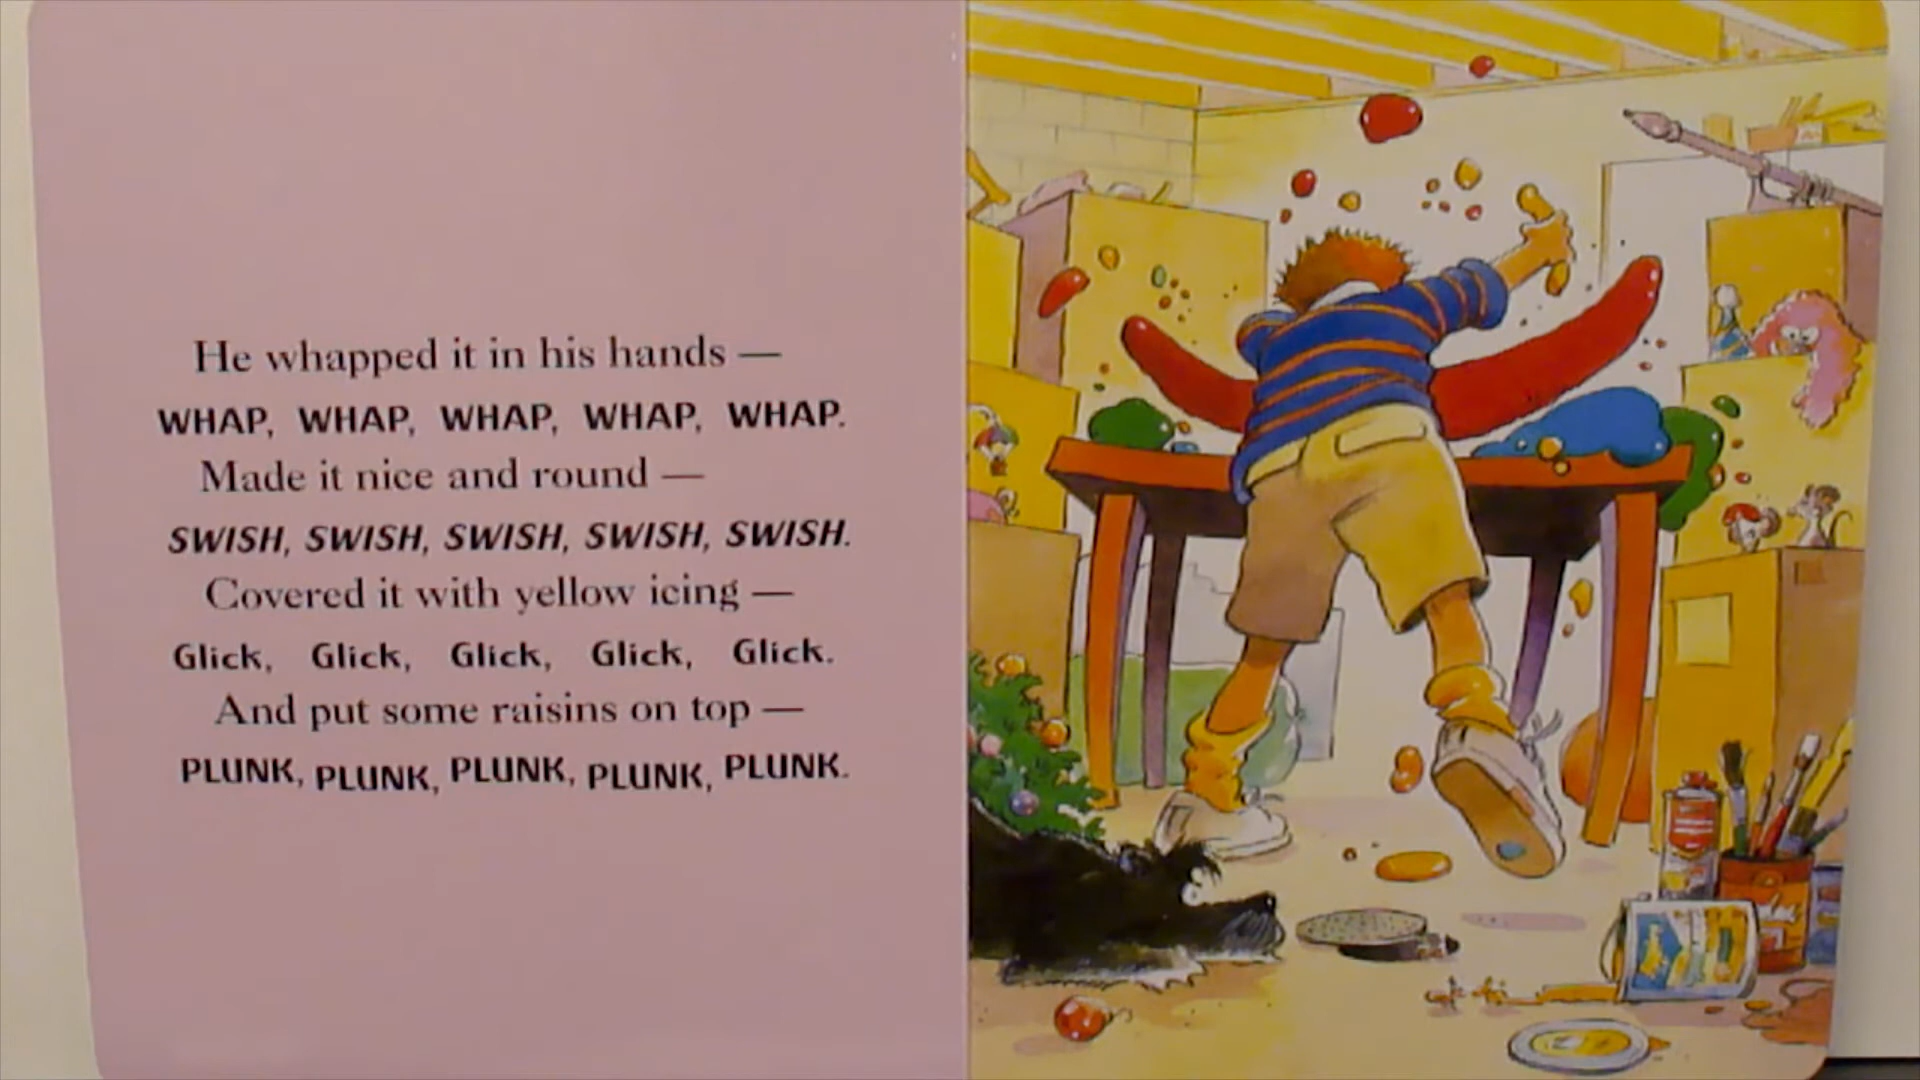 He whapped it in his hands —
WHAP, WHAP, WHAP, WHAP, WHAP.
Made it nice and round —
SWISH, SWISH, SWISH, SWISH, SWISH.
Covered it with yellow icing —
Glick, Glick, Glick, Glick, Glick.
And put some raisins on top —
PLUNK, PLUNK, PLUNK, PLUNK, PLUNK.